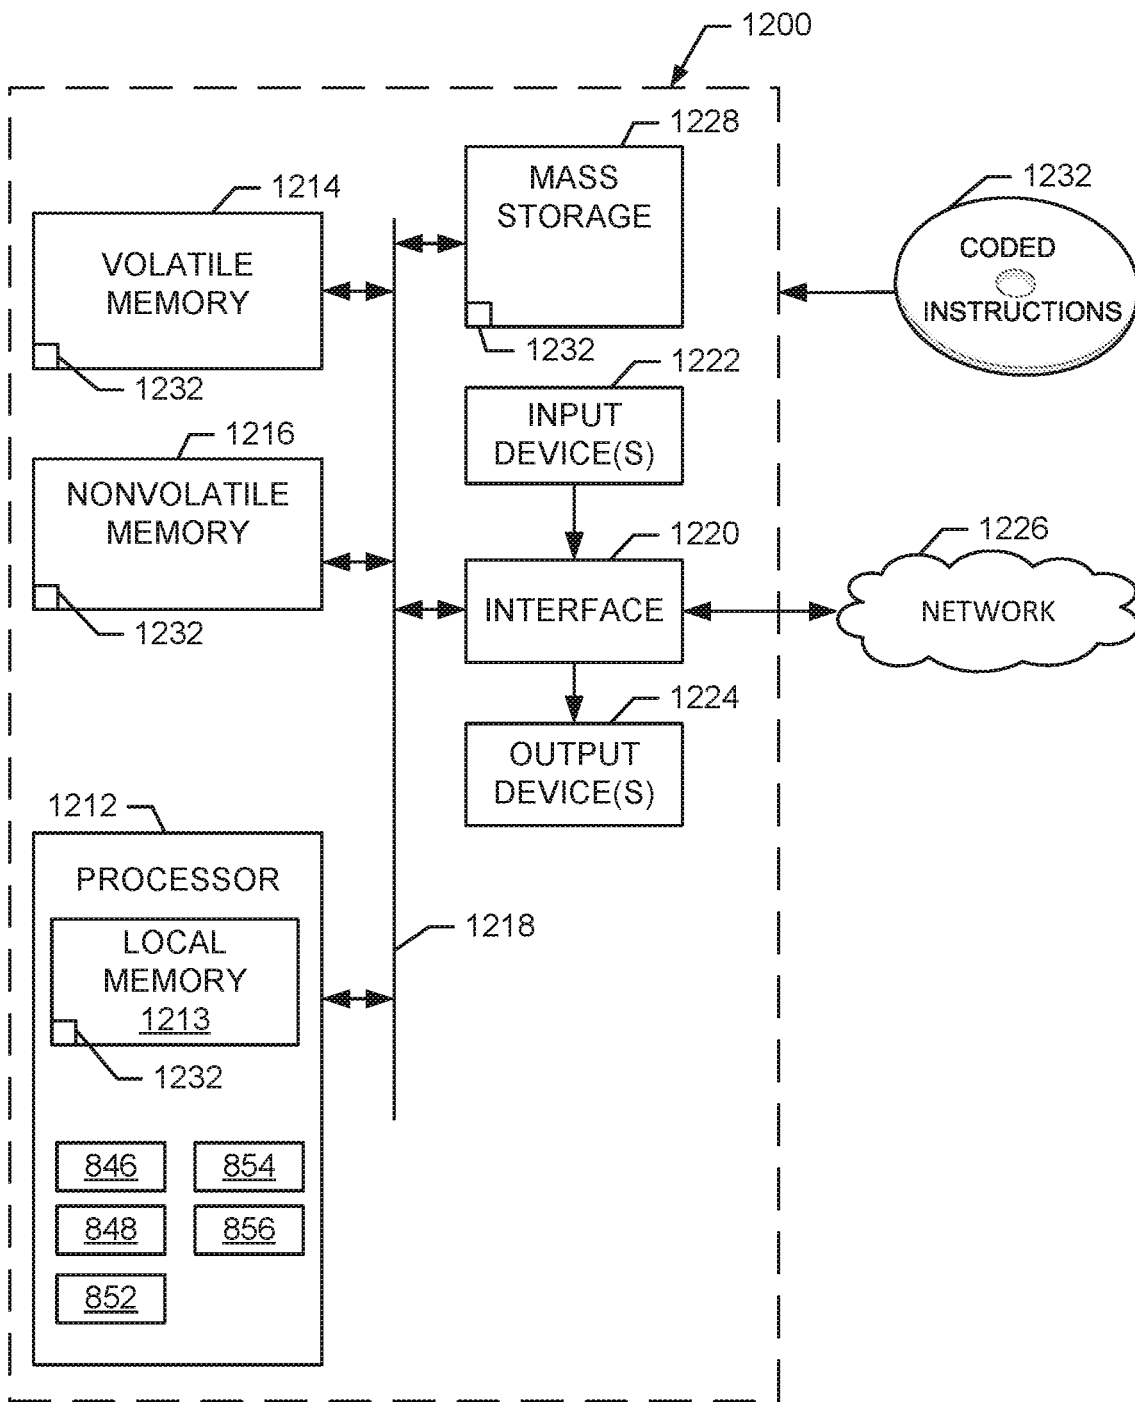 1200
1228
MASS
STORAGE
1232
1214
VOLATILE
MEMORY
1232
1232
CODED
INSTRUCTIONS
1222
INPUT
DEVICE(S)
1216
NONVOLATILE
MEMORY
1232
1220
INTERFACE
1226
NETWORK
1224
OUTPUT
DEVICE(S)
1212
PROCESSOR
LOCAL
MEMORY
1213
1232
1218
846
854
848
856
852